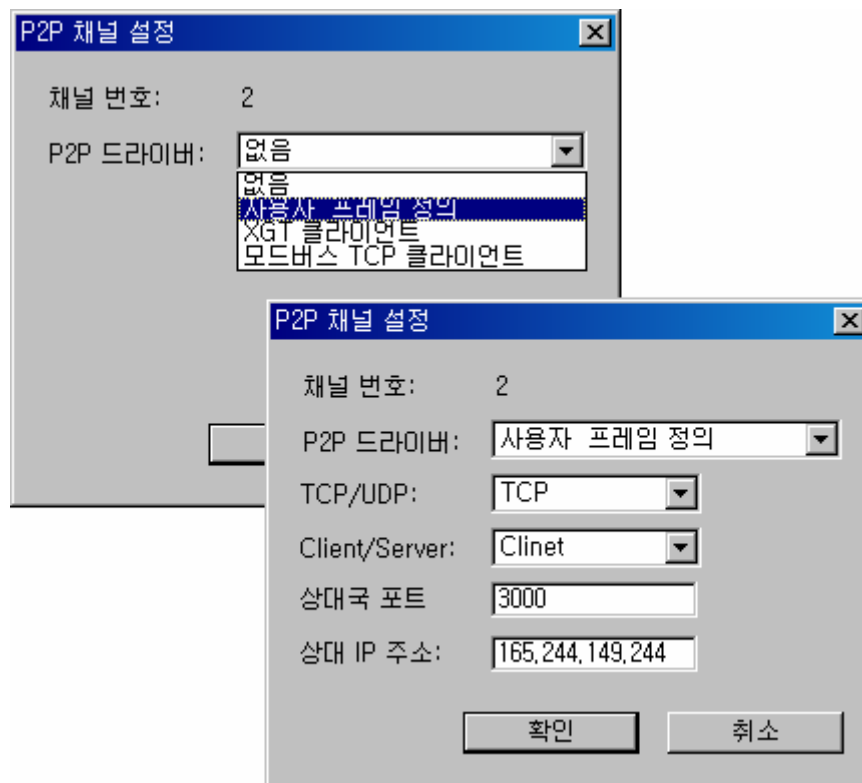 P2P 채널 설정
채널 번호: 2
P2P 드라이버: 없음
없음
사용자 프레임 정의
XGT 클라이언트
모드버스 TCP 클라이언트
P2P 채널 설정
채널 번호: 2
P2P 드라이버: 사용자 프레임 정의
TCP/UDP: TCP
Client/Server: Clinet
상대국 포트 3000
상대 IP 주소: 165,244,149,244
확인 취소